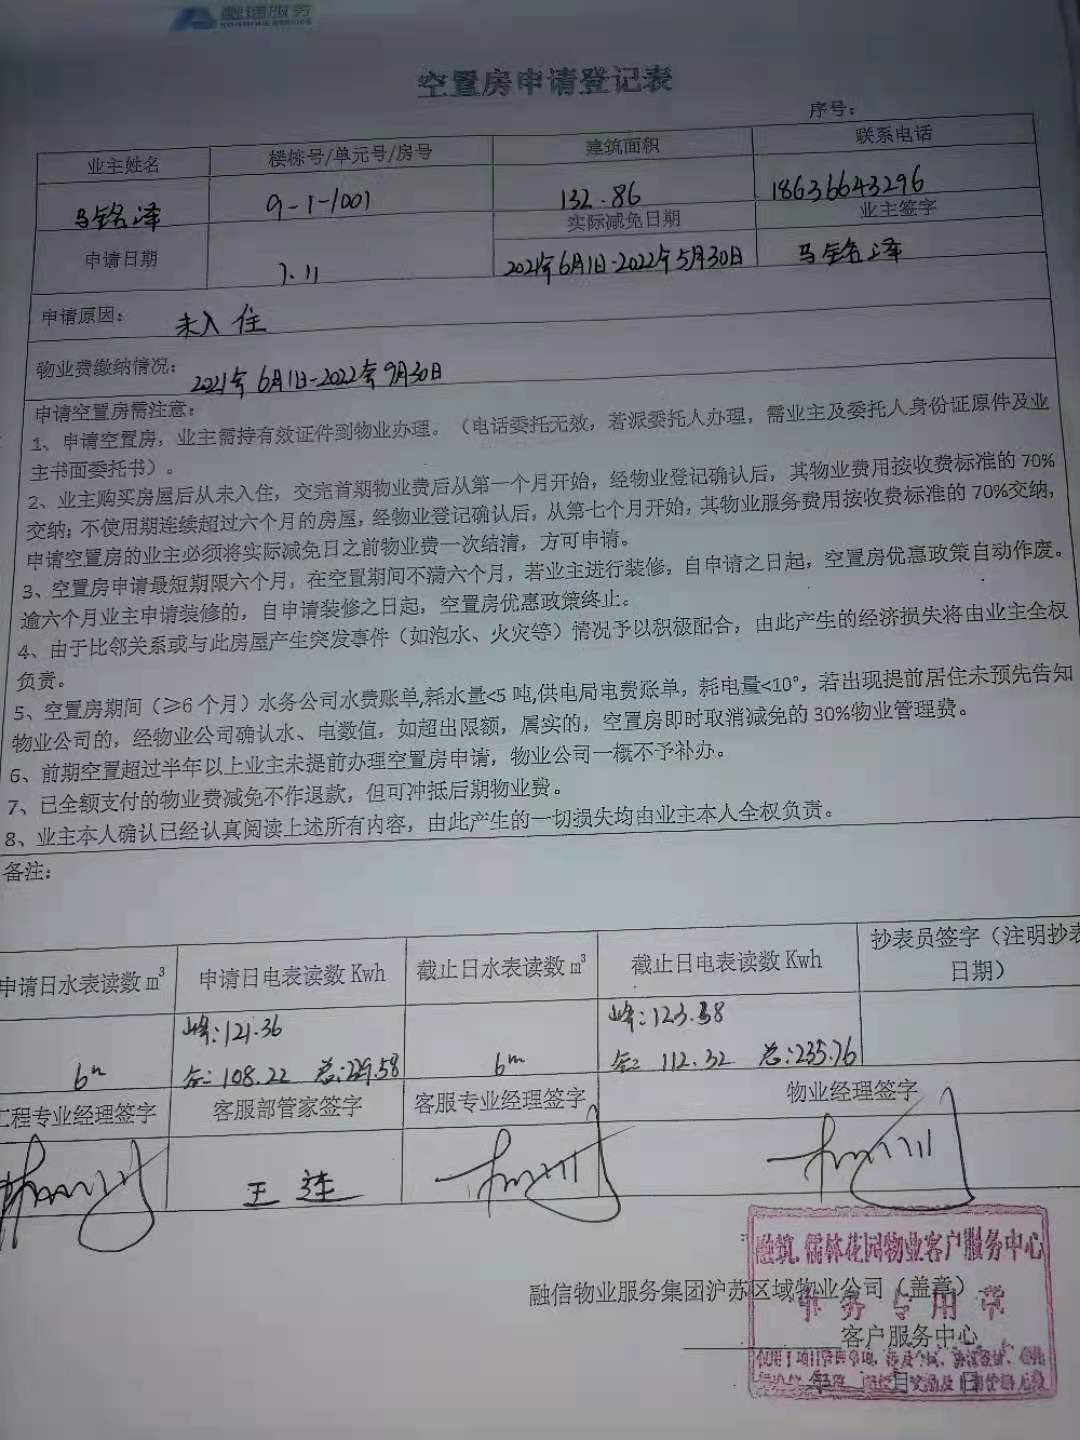 融信服务
空置房申请登记表
序号：
业主姓名 楼栋号/单元号/房号 建筑面积 联系电话
马铭泽 9-1-1001 132.86 18636643296
实际减免日期 业主签字
申请日期 7.11 2021年6月1日-2022年5月30日 马铭泽
申请原因： 未入住
物业费缴纳情况： 2021年6月1日-2022年9月30日
申请空置房需注意：
1、申请空置房，业主需持有效证件到物业办理。（电话委托无效，若派委托人办理，需业主及委托人身份证原件及业
主书面委托书）。
2、业主购买房屋后从未入住，交完首期物业费后从第一个月开始，经物业登记确认后，其物业费用按收费标准的70%
交纳；不使用期连续超过六个月的房屋，经物业登记确认后，从第七个月开始，其物业服务费用按收费标准的70%交纳，
申请空置房的业主必须将实际减免日之前物业费一次结清，方可申请。
3、空置房申请最短期限六个月，在空置期间不满六个月，若业主进行装修，自申请之日起，空置房优惠政策自动作废。
逾六个月业主申请装修的，自申请装修之日起，空置房优惠政策终止。
4、由于比邻关系或与此房屋产生突发事件（如泡水、火灾等）情况予以积极配合，由此产生的经济损失将由业主全权
负责。
5、空置房期间（≥6个月）水务公司水费账单,耗水量<5吨,供电局电费账单，耗电量<10°，若出现提前居住未预先告知
物业公司的，经物业公司确认水、电数值，如超出限额，属实的，空置房即时取消减免的30%物业管理费。
6、前期空置超过半年以上业主未提前办理空置房申请，物业公司一概不予补办。
7、已全额支付的物业费减免不作退款，但可冲抵后期物业费。
8、业主本人确认已经认真阅读上述所有内容，由此产生的一切损失均由业主本人全权负责。
备注：
申请日水表读数m³ 申请日电表读数Kwh 截止日水表读数m³ 截止日电表读数Kwh 抄表员签字（注明抄表
日期）
峰:121.36 峰:123.38
6m 谷: 108.22 总:229.58 6m 谷: 112.32 总:235.76
工程专业经理签字 客服部管家签字 客服专业经理签字 物业经理签字
王连
融筑.儒林花园物业客户服务中心
融信物业服务集团沪苏区域物业公司（盖章）
事务专用章
客户服务中心
年 月 日